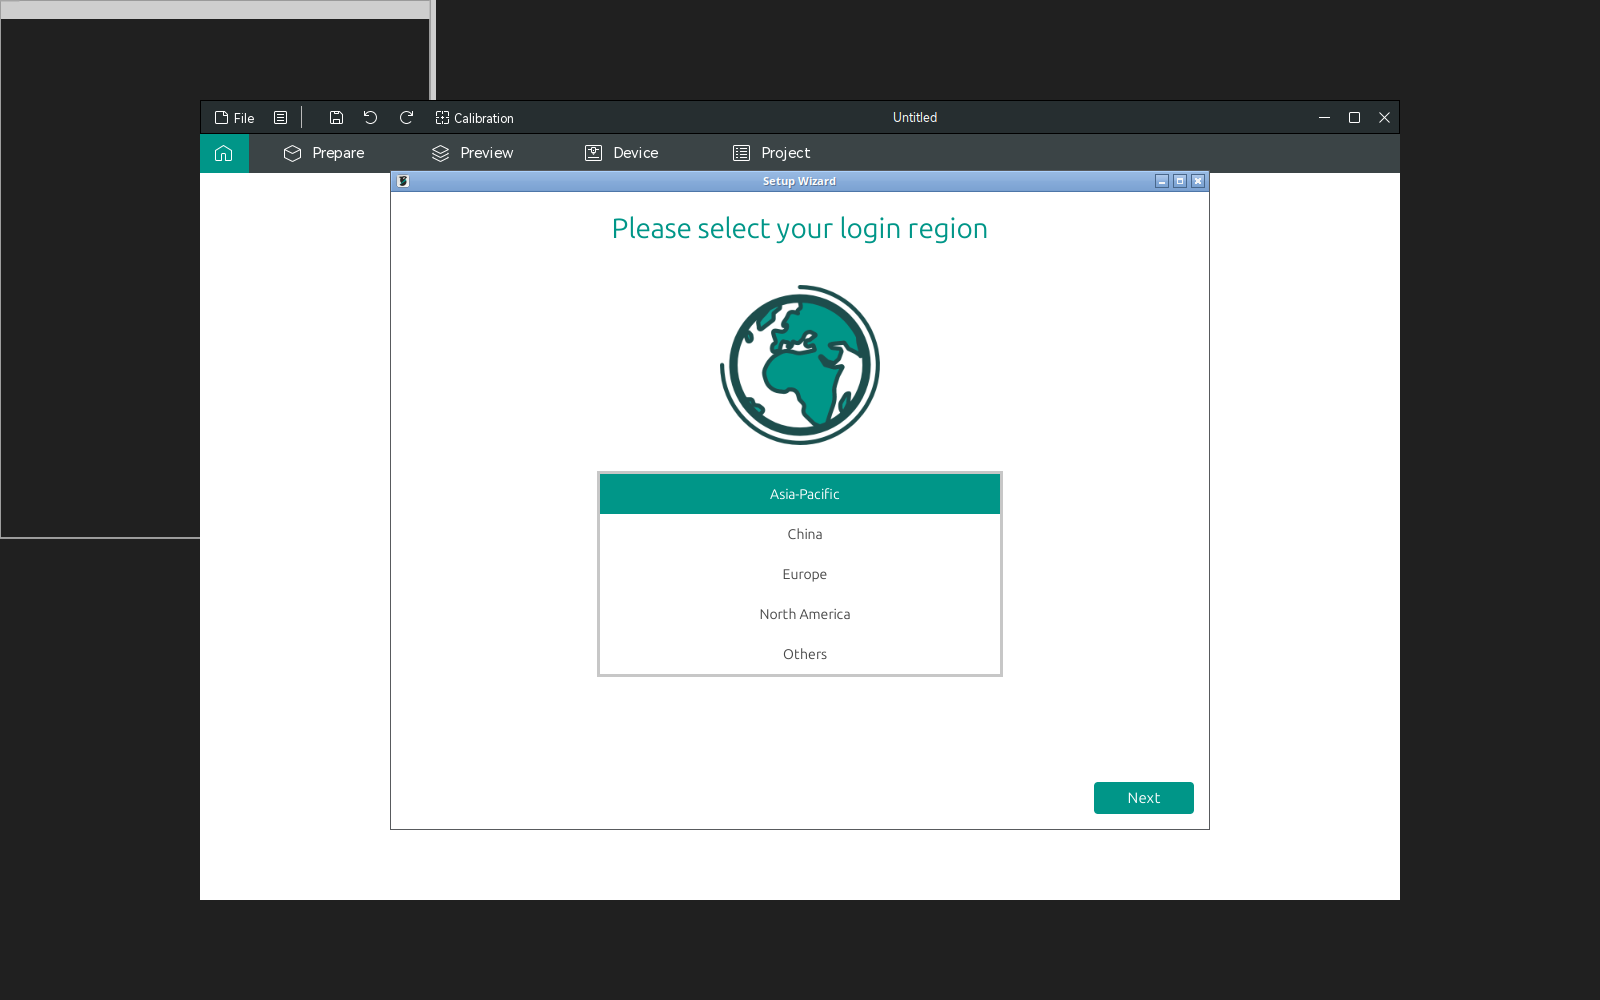 File
Calibration
Untitled
Prepare
Preview
Device
Project
Setup Wizard
Please select your login region
Asia-Pacific
China
Europe
North America
Others
Next